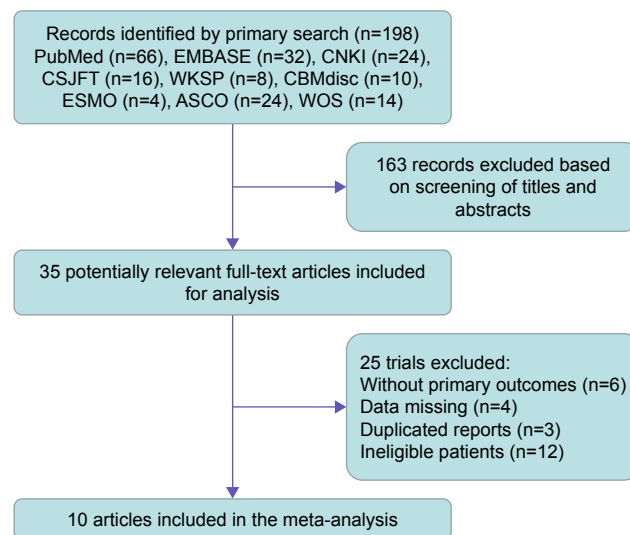 Records identified by primary search (n=198)
PubMed (n=66), EMBASE (n=32), CNKI (n=24),
CSJFT (n=16), WKSP (n=8), CBMdisc (n=10),
ESMO (n=4), ASCO (n=24), WOS (n=14)
163 records excluded based
on screening of titles and
abstracts
35 potentially relevant full-text articles included
for analysis
25 trials excluded:
Without primary outcomes (n=6)
Data missing (n=4)
Duplicated reports (n=3)
Ineligible patients (n=12)
10 articles included in the meta-analysis